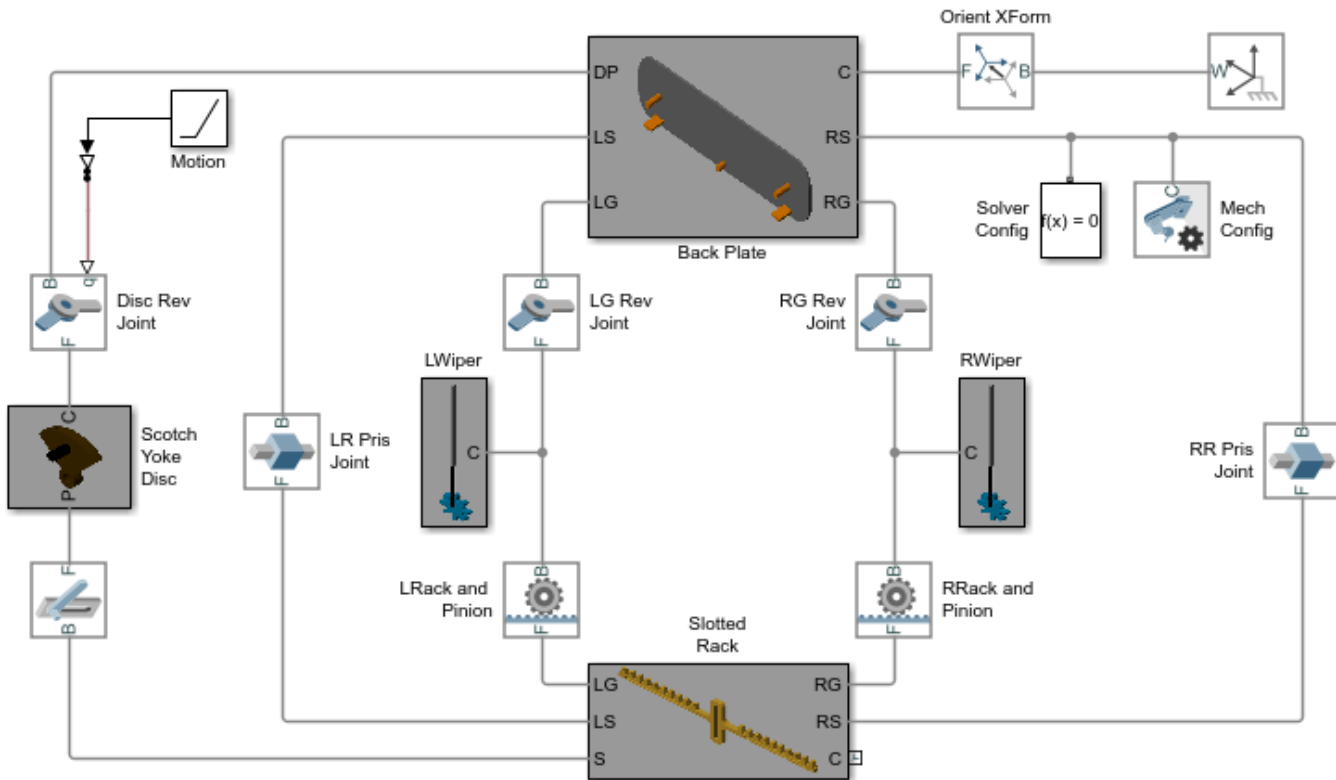 Orient XForm
DP
C
F
B
W
Motion
LS
RS
LG
RG
Back Plate
Solver
Config
f(x) = 0
C
Mech
Config
B
q
Disc Rev
Joint
F
B
LG Rev
Joint
F
RG Rev
Joint
B
F
LWiper
C
RWiper
C
C
Scotch
Yoke
Disc
P
B
LR Pris
Joint
F
B
RR Pris
Joint
F
F
B
LRack and
Pinion
B
F
B
RRack and
Pinion
F
Slotted
Rack
LG
RG
LS
RS
S
C